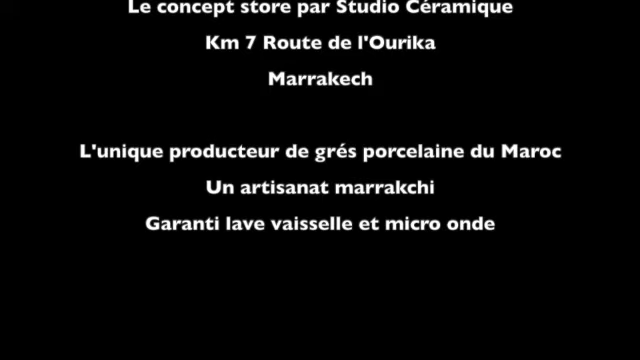 Le concept store par Studio Céramique
Km 7 Route de l'Ourika
Marrakech
L'unique producteur de grés porcelaine du Maroc
Un artisanat marrakchi
Garanti lave vaisselle et micro onde